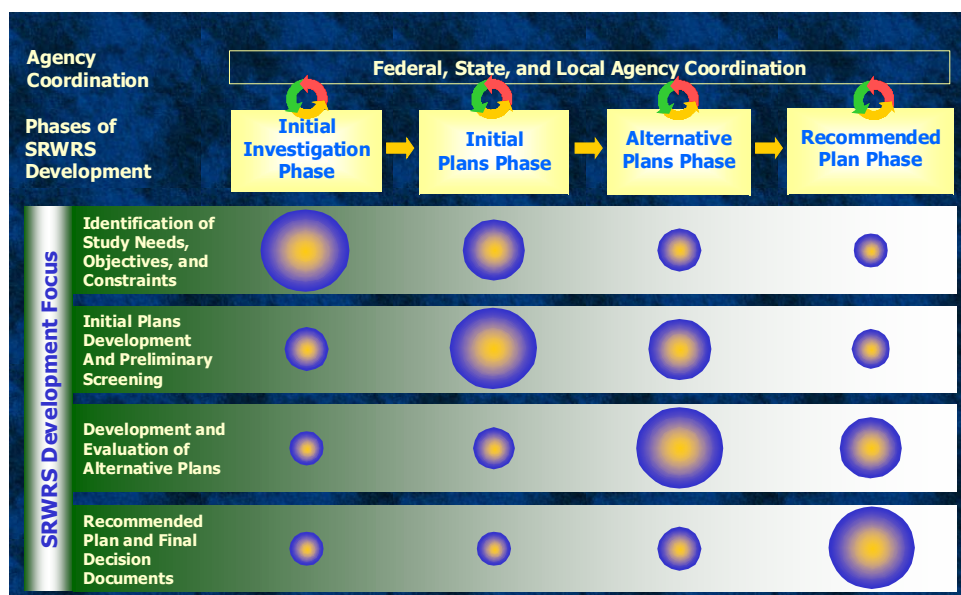 Agency
Coordination
Federal, State, and Local Agency Coordination
Phases of
SRWRS
Development
Initial
Investigation
Phase
Initial
Plans Phase
Alternative
Plans Phase
Recommended
Plan Phase
SRWRS Development Focus
Identification of
Study Needs,
Objectives, and
Constraints
Initial Plans
Development
And Preliminary
Screening
Development and
Evaluation of
Alternative Plans
Recommended
Plan and Final
Decision
Documents